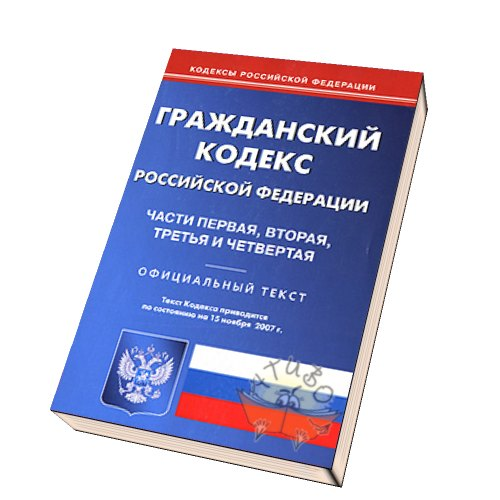 КОДЕКСЫ РОССИЙСКОЙ ФЕДЕРАЦИИ
ГРАЖДАНСКИЙ
КОДЕКС
РОССИЙСКОЙ ФЕДЕРАЦИИ
ЧАСТИ ПЕРВАЯ, ВТОРАЯ,
ТРЕТЬЯ И ЧЕТВЕРТАЯ
ОФИЦИАЛЬНЫЙ ТЕКСТ
Текст Кодекса приводится
по состоянию на 15 ноября 2007 г.